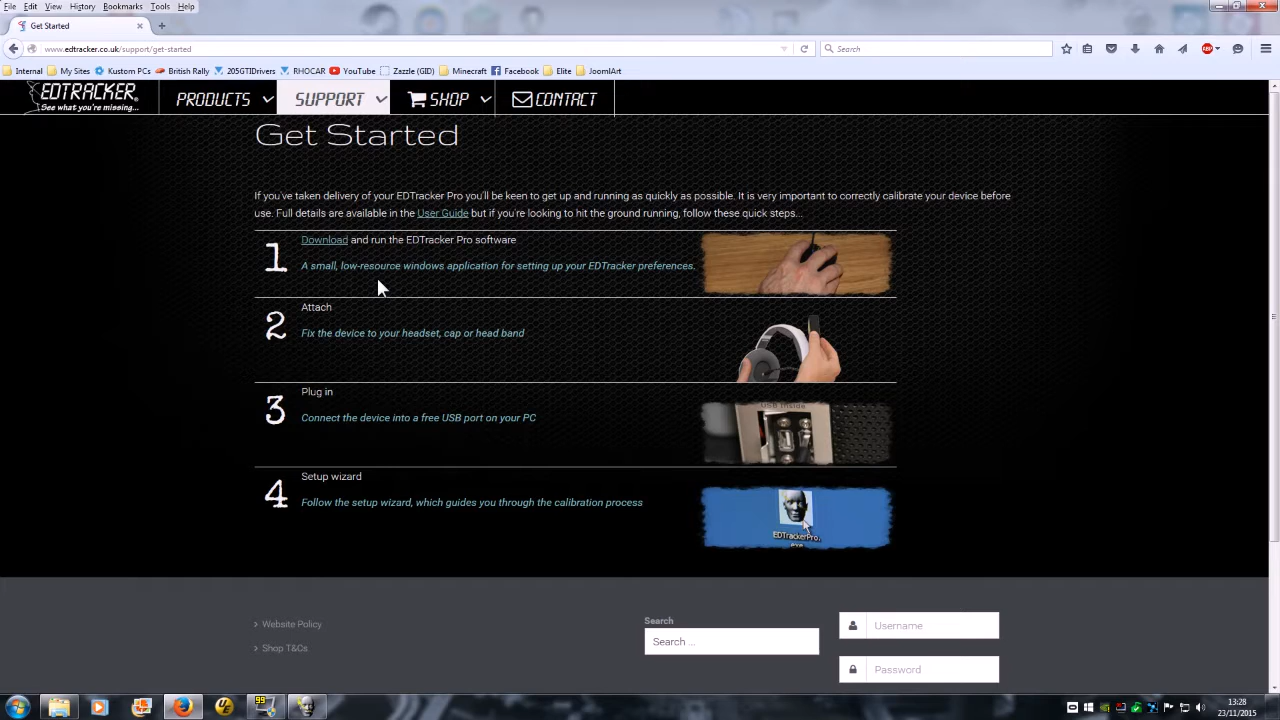 File Edit View History Bookmarks Tools Help
Get Started
www.edtracker.co.uk/support/get-started
Search
Internal My Sites Kustom PCs British Rally 205GTIDrivers RHOCAR YouTube Zazzle (GID) Minecraft Facebook Elite JoomlArt
EDTRACKER
See what you're missing...
PRODUCTS SUPPORT SHOP CONTACT
Get Started
If you've taken delivery of your EDTracker Pro you'll be keen to get up and running as quickly as possible. It is very important to correctly calibrate your device before
use. Full details are available in the User Guide but if you're looking to hit the ground running, follow these quick steps...
1 Download and run the EDTracker Pro software
A small, low-resource windows application for setting up your EDTracker preferences.
2 Attach
Fix the device to your headset, cap or head band
3 Plug in
Connect the device into a free USB port on your PC
USB Inside
4 Setup wizard
Follow the setup wizard, which guides you through the calibration process
EDTrackerPro.
exe
Website Policy
Shop T&Cs
Search
Search ...
Username
Password
99
13:28
23/11/2015